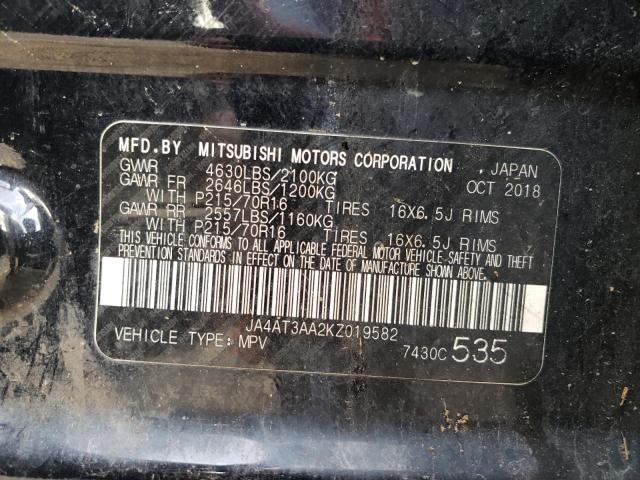 MFD.BY MITSUBISHI MOTORS CORPORATION JAPAN
GVWR 4630LBS/2100KG OCT 2018
GAWR FR 2646LBS/1200KG
WITH P215/70R16 TIRES 16X6.5J RIMS
GAWR RR 2557LBS/1160KG
WITH P215/70R16 TIRES 16X6.5J RIMS
THIS VEHICLE CONFORMS TO ALL APPLICABLE FEDERAL MOTOR VEHICLE-SAFETY AND THEFT
PREVENTION STANDARDS IN EFFECT ON THE DATE OF MANUFACTURE SHOWN ABOVE.
JA4AT3AA2KZ019582
VEHICLE TYPE: MPV 7430C 535